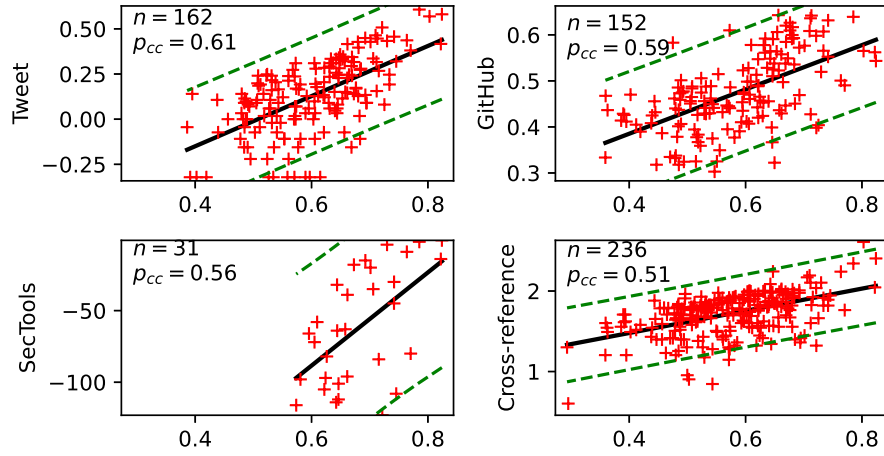 n = 162
p_cc = 0.61
Tweet
0.50
0.25
0.00
−0.25
0.4 0.6 0.8
n = 152
p_cc = 0.59
GitHub
0.6
0.5
0.4
0.3
0.4 0.6 0.8
n = 31
p_cc = 0.56
SecTools
−50
−100
0.4 0.6 0.8
n = 236
p_cc = 0.51
Cross-reference
2
1
0.4 0.6 0.8